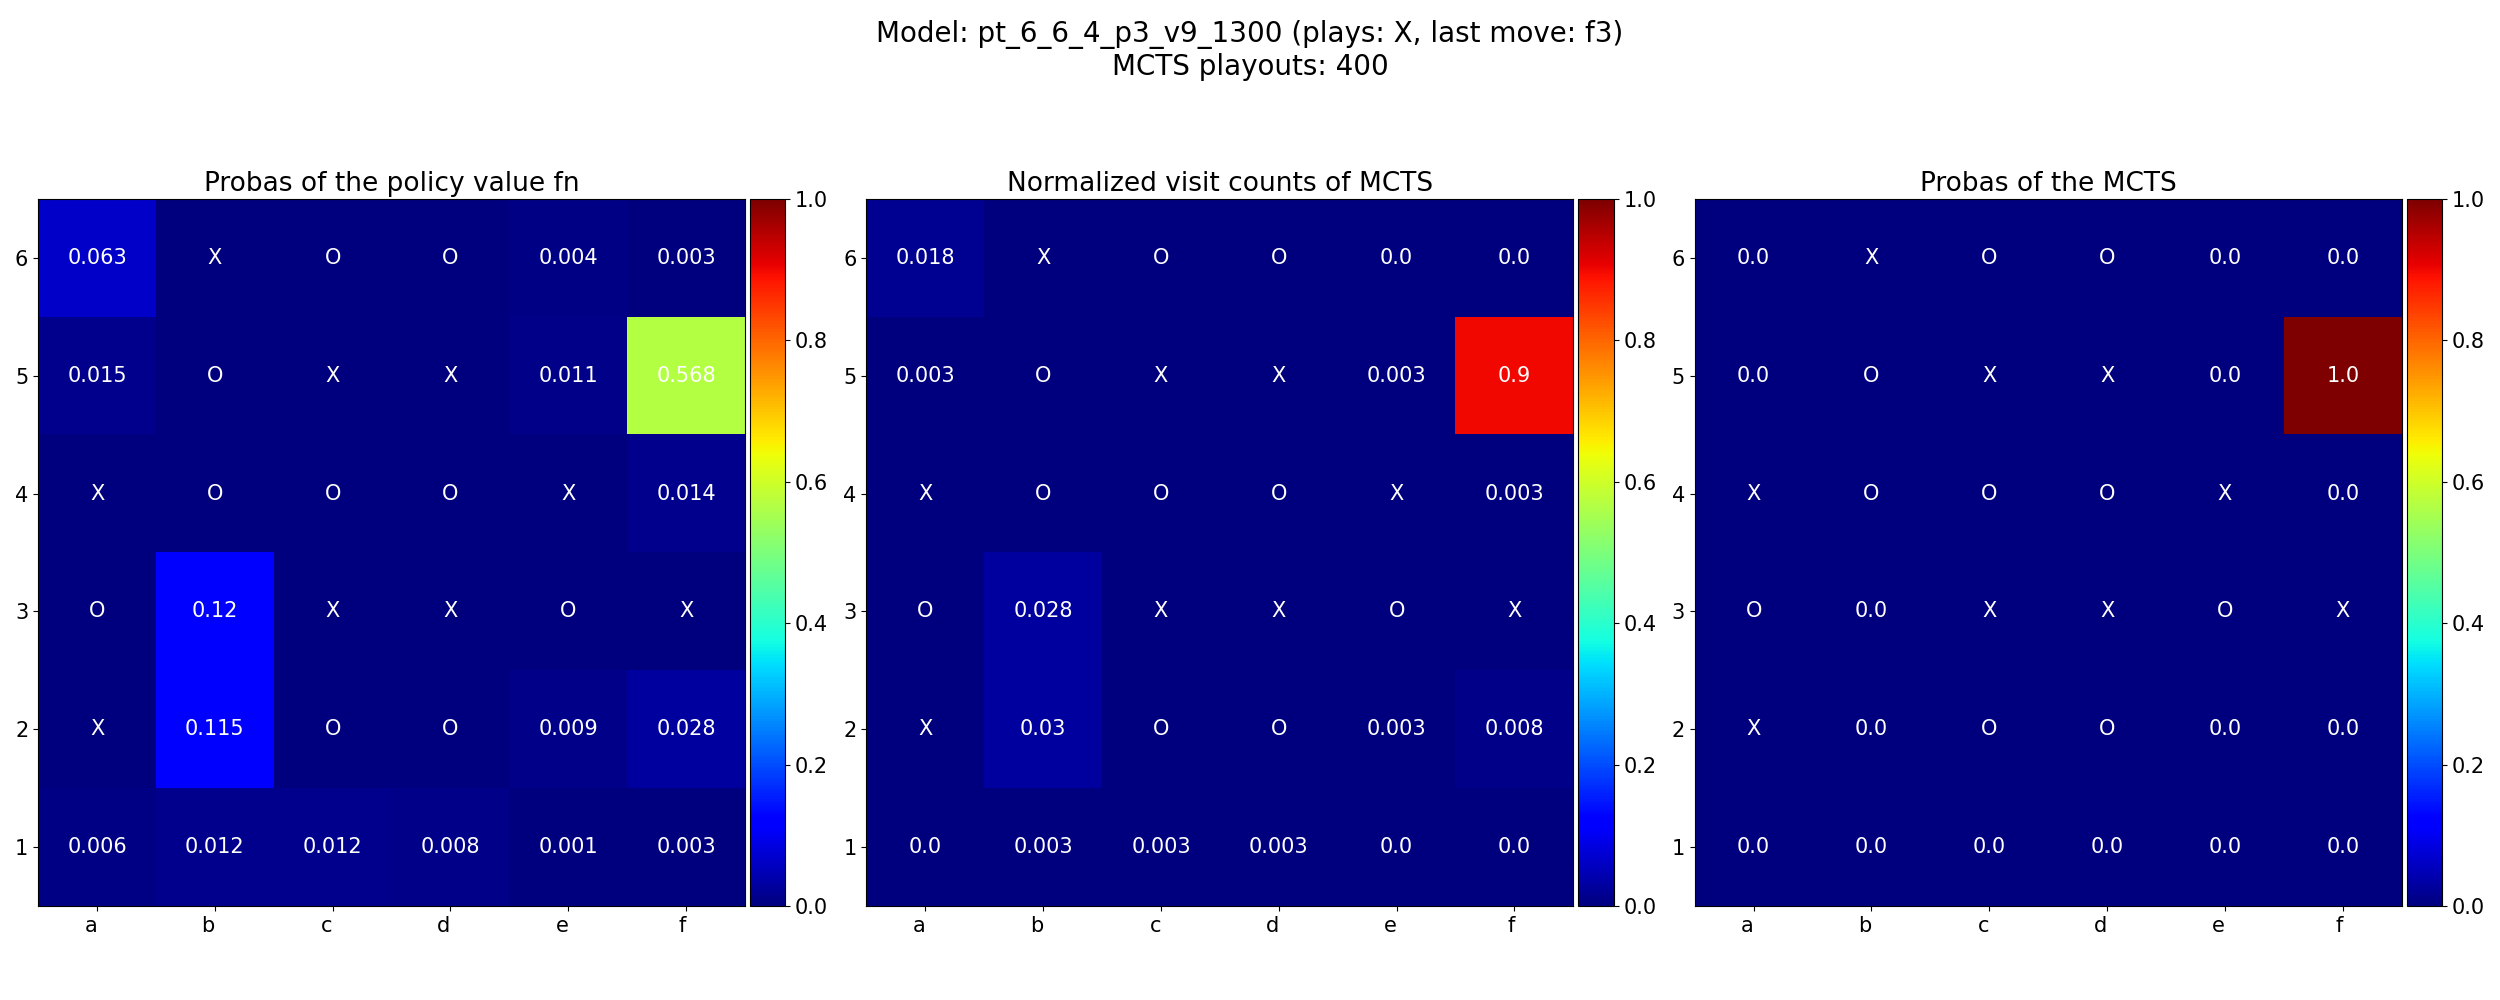 Model: pt_6_6_4_p3_v9_1300 (plays: X, last move: f3)
MCTS playouts: 400
Probas of the policy value fn
6 0.063 X O O 0.004 0.003
5 0.015 O X X 0.011 0.568
4 X O O O X 0.014
3 O 0.12 X X O X
2 X 0.115 O O 0.009 0.028
1 0.006 0.012 0.012 0.008 0.001 0.003
a b c d e f
1.0
0.8
0.6
0.4
0.2
0.0
Normalized visit counts of MCTS
6 0.018 X O O 0.0 0.0
5 0.003 O X X 0.003 0.9
4 X O O O X 0.003
3 O 0.028 X X O X
2 X 0.03 O O 0.003 0.008
1 0.0 0.003 0.003 0.003 0.0 0.0
a b c d e f
1.0
0.8
0.6
0.4
0.2
0.0
Probas of the MCTS
6 0.0 X O O 0.0 0.0
5 0.0 O X X 0.0 1.0
4 X O O O X 0.0
3 O 0.0 X X O X
2 X 0.0 O O 0.0 0.0
1 0.0 0.0 0.0 0.0 0.0 0.0
a b c d e f
1.0
0.8
0.6
0.4
0.2
0.0